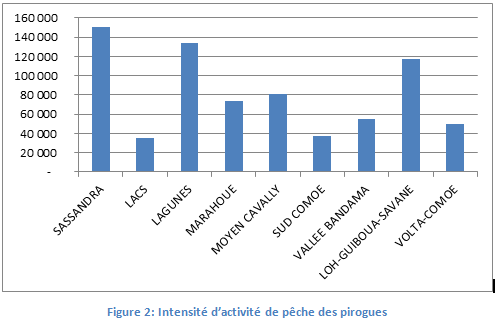 160 000
140 000
120 000
100 000
80 000
60 000
40 000
20 000
-
SASSANDRA
LACS
LAGUNES
MARAHOUE
MOYEN CAVALLY
SUD COMOE
VALLEE BANDAMA
LOH-GUIBOUA-SAVANE
VOLTA-COMOE
Figure 2: Intensité d’activité de pêche des pirogues